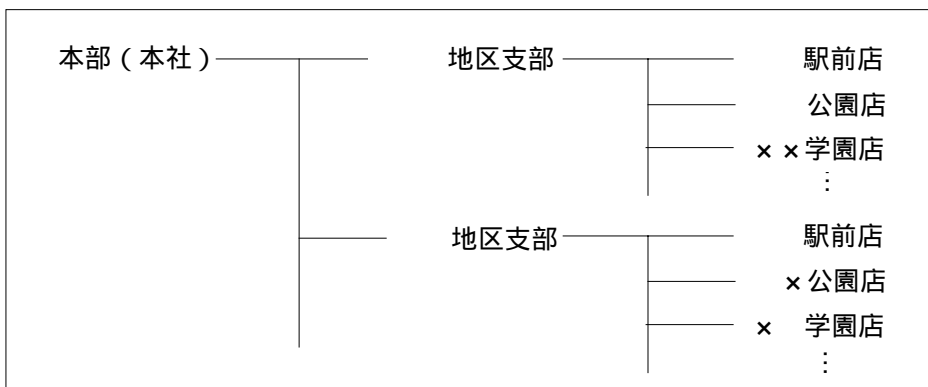 本部(本社) 地区支部 駅前店
公園店
××学園店
⋮
地区支部 駅前店
×公園店
× 学園店
⋮